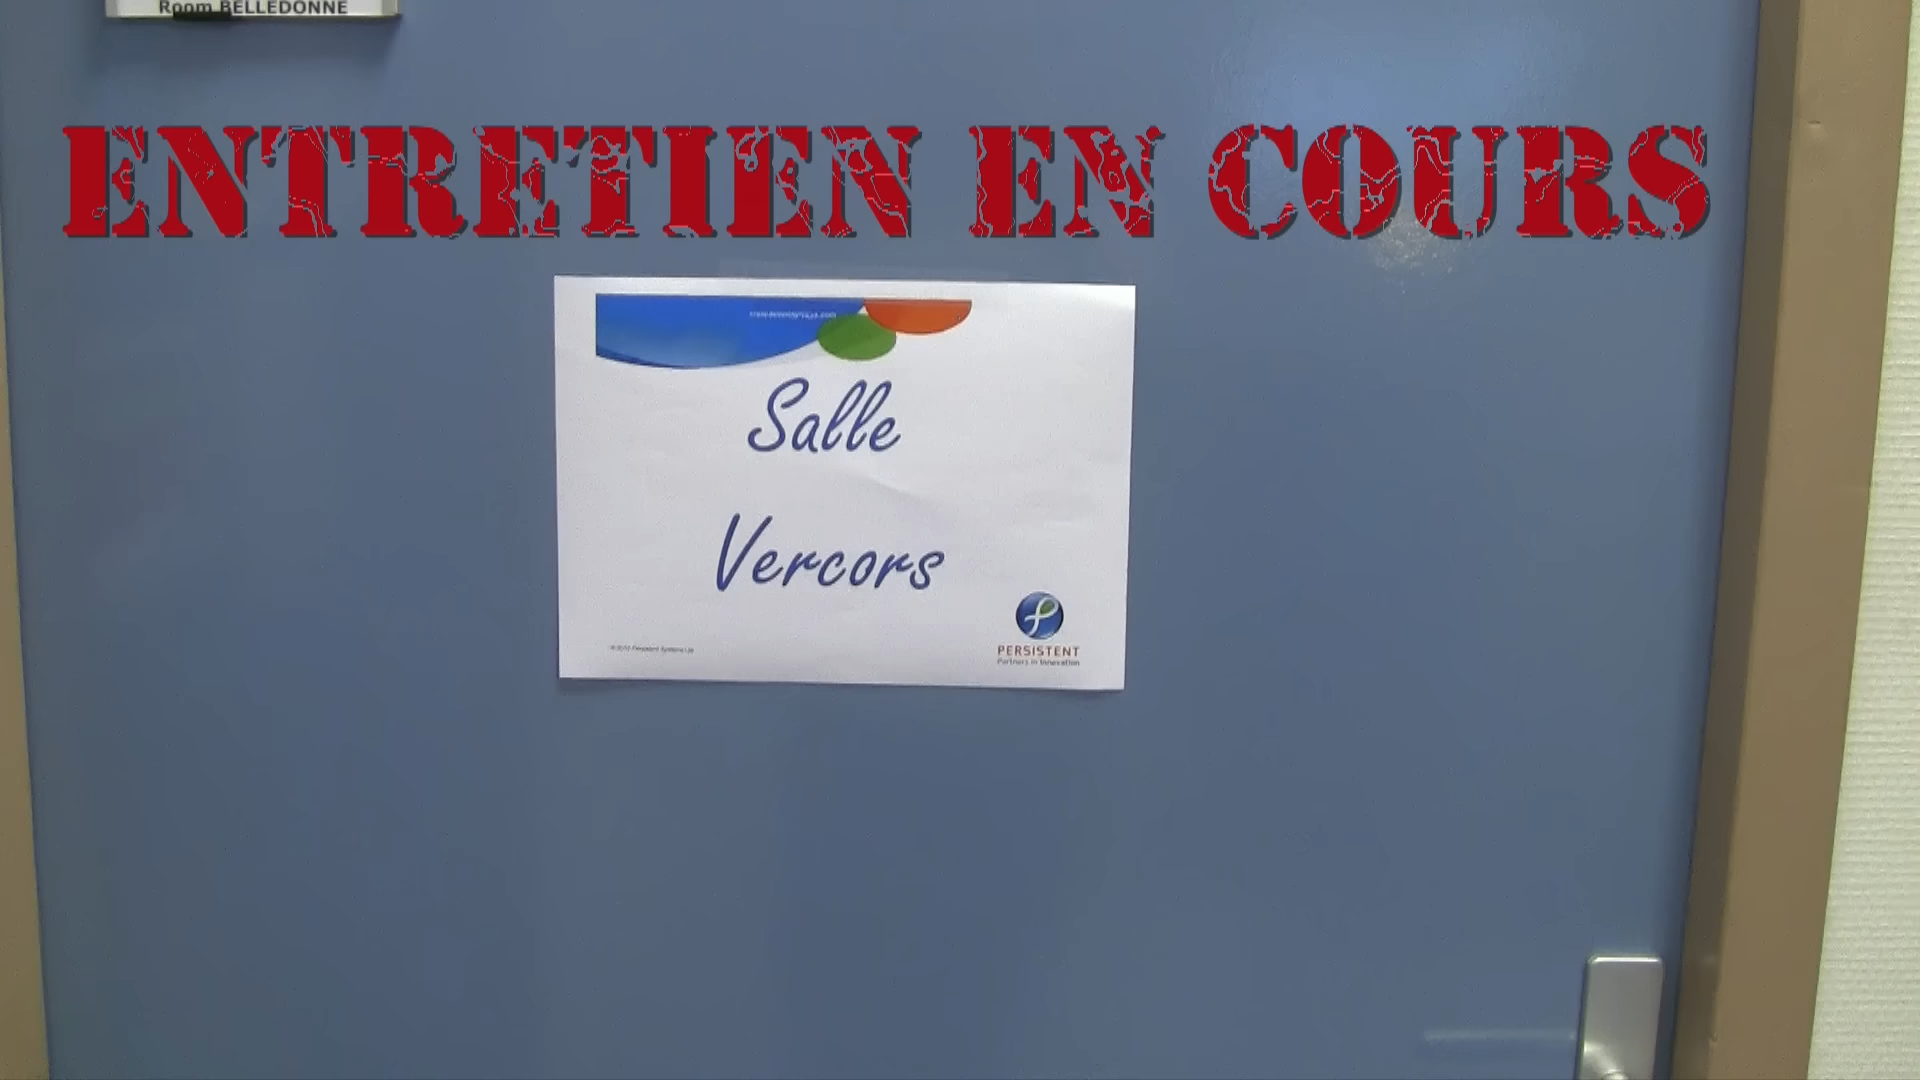 Room BELLEDONNE
ENTRETIEN EN COURS
Salle
Vercors
PERSISTENT
Partners in Innovation